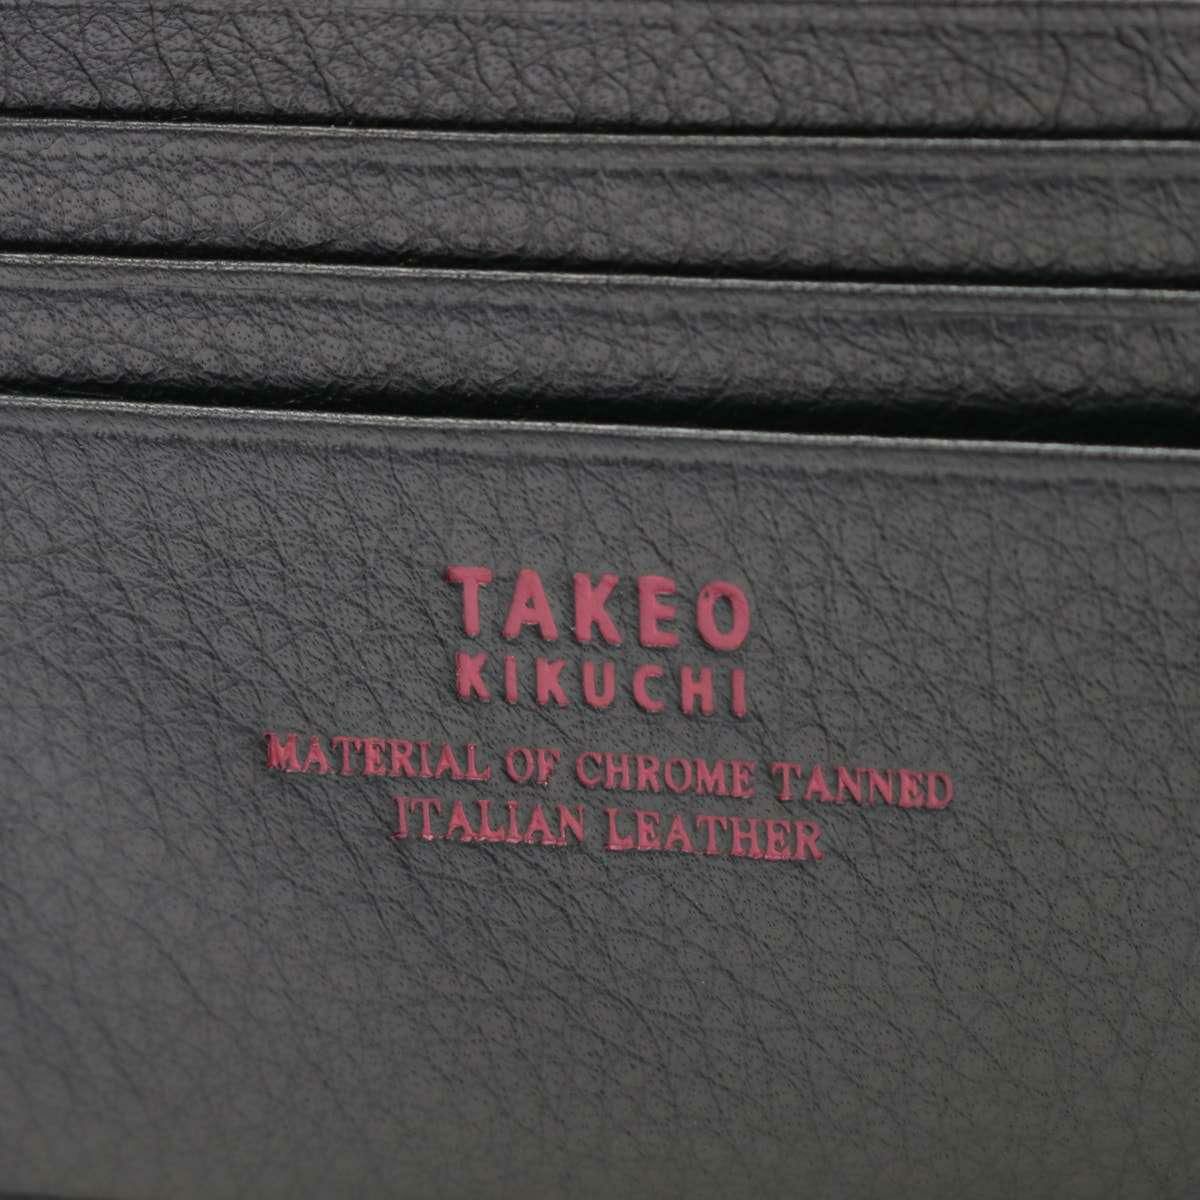 TAKEO
KIKUCHI
MATERIAL OF CHROME TANNED
ITALIAN LEATHER